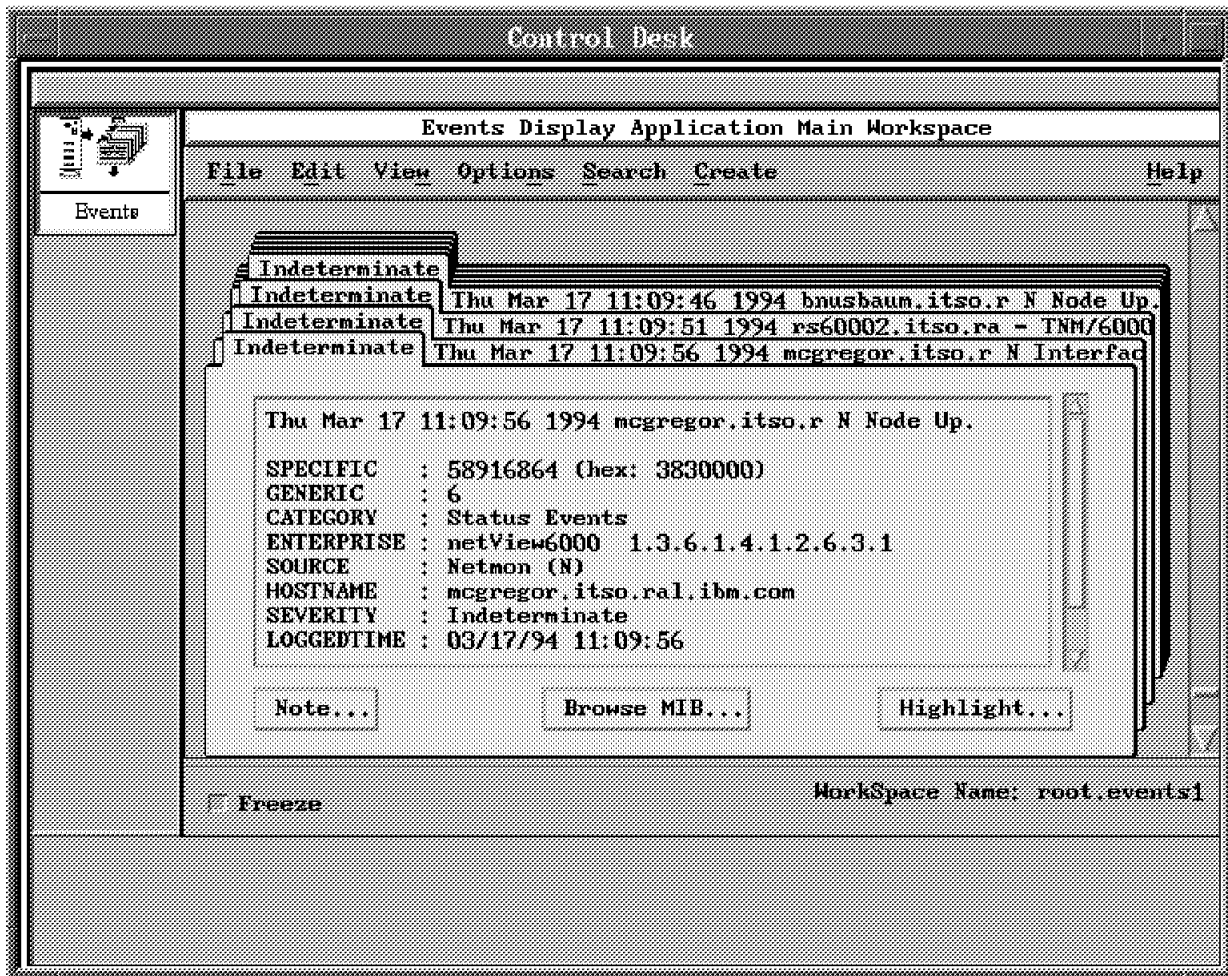 Control Desk
Events Display Application Main Workspace
File Edit View Options Search Create Help
Events
Indeterminate
Indeterminate Thu Mar 17 11:09:46 1994 bnusbaum.itso.r N Node Up.
Indeterminate Thu Mar 17 11:09:51 1994 rs60002.itso.ra - TNM/6000
Indeterminate Thu Mar 17 11:09:56 1994 mcgregor.itso.r N Interfac
Thu Mar 17 11:09:56 1994 mcgregor.itso.r N Node Up.
SPECIFIC : 58916864 (hex: 3830000)
GENERIC : 6
CATEGORY : Status Events
ENTERPRISE : netView6000 1.3.6.1.4.1.2.6.3.1
SOURCE : Netmon (N)
HOSTNAME : mcgregor.itso.ral.ibm.com
SEVERITY : Indeterminate
LOGGEDTIME : 03/17/94 11:09:56
Note... Browse MIB... Highlight...
Freeze WorkSpace Name: root.events1